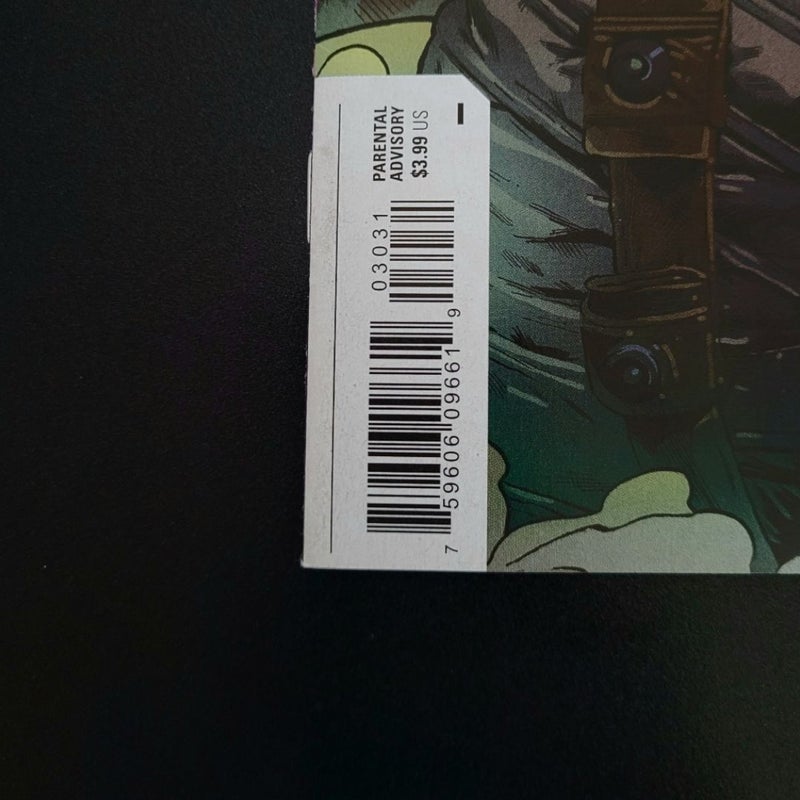 PARENTAL
ADVISORY
$3.99 US
03031
7 59606 09661 9